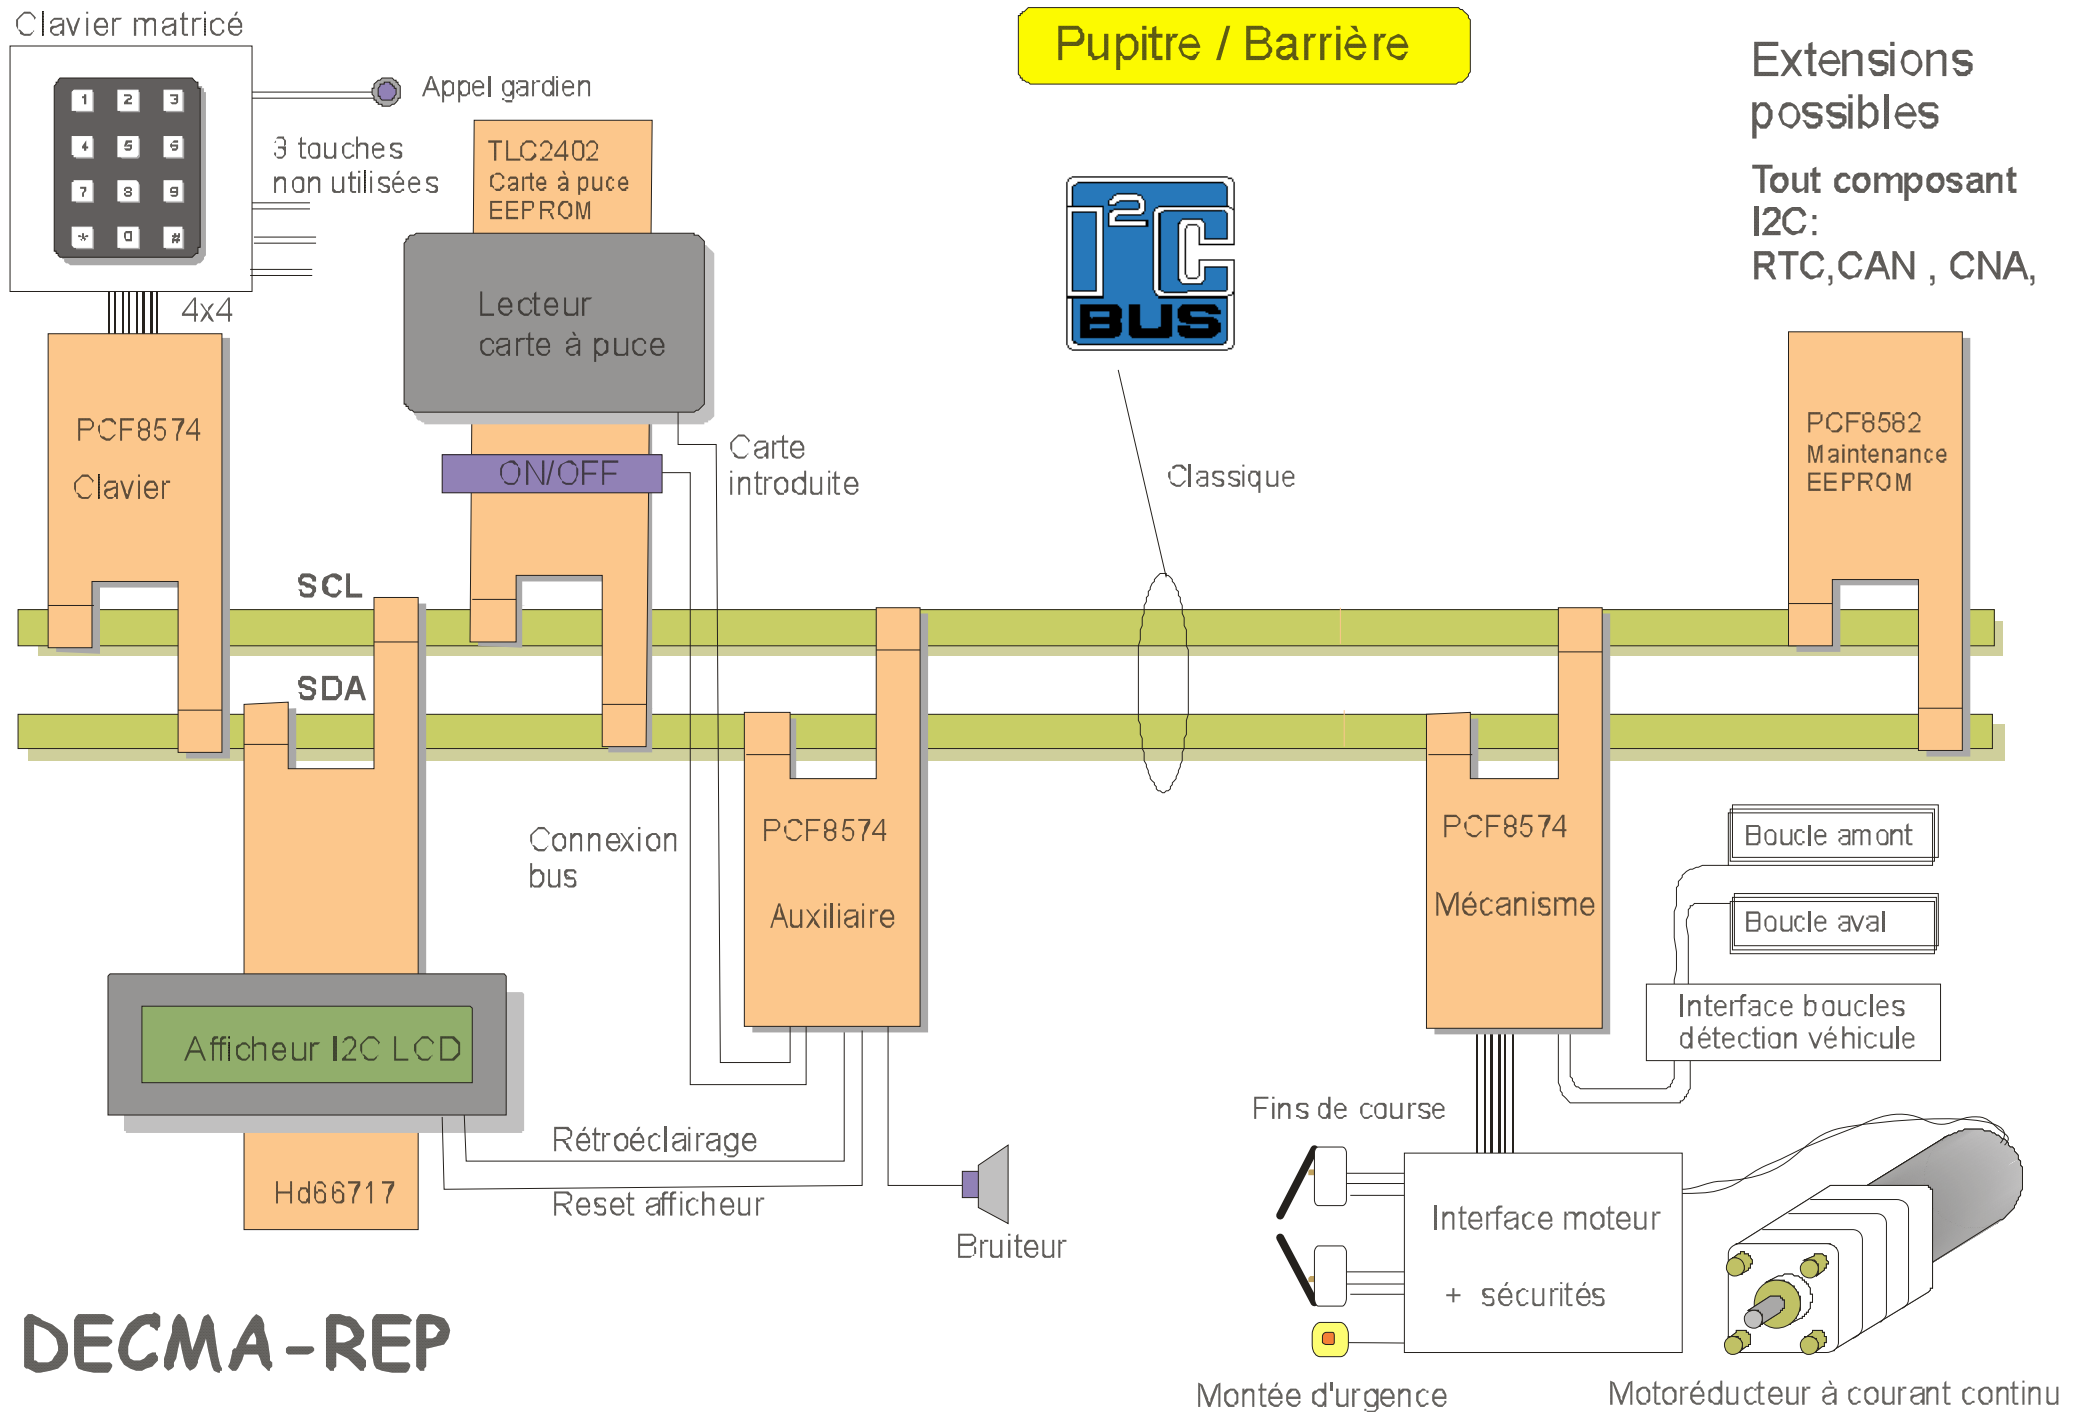 Clavier matricé
Pupitre / Barrière
Extensions
possibles
Tout composant
I2C:
RTC,CAN , CNA,
1 2 3
4 5 6
7 8 9
* 0 #
Appel gardien
3 touches
non utilisées
4x4
TLC2402
Carte à puce
EEPROM
Lecteur
carte à puce
I2C
BUS
PCF8574
Clavier
ON/OFF
Carte
introduite
Classique
PCF8582
Maintenance
EEPROM
SCL
SDA
Connexion
bus
PCF8574
Auxiliaire
PCF8574
Mécanisme
Boucle amont
Boucle aval
Interface boucles
détection véhicule
Afficheur I2C LCD
Hd66717
Rétroéclairage
Reset afficheur
Bruiteur
Fins de course
Interface moteur
+ sécurités
Montée d'urgence
Motoréducteur à courant continu
DECMA-REP